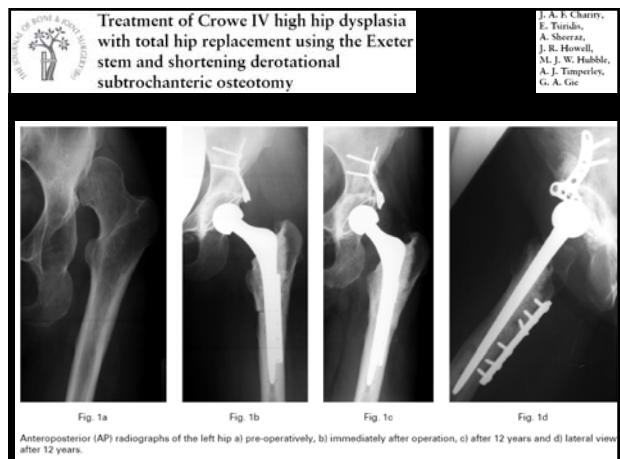 THE JOURNAL OF BONE & JOINT SURGERY
Treatment of Crowe IV high hip dysplasia
with total hip replacement using the Exeter
stem and shortening derotational
subtrochanteric osteotomy
J. A. F. Charity,
E. Tsiridis,
A. Sheeraz,
J. R. Howell,
M. J. W. Hubble,
A. J. Timperley,
G. A. Gie
Fig. 1a
Fig. 1b
Fig. 1c
Fig. 1d
Anteroposterior (AP) radiographs of the left hip a) pre-operatively, b) immediately after operation, c) after 12 years and d) lateral view
after 12 years.